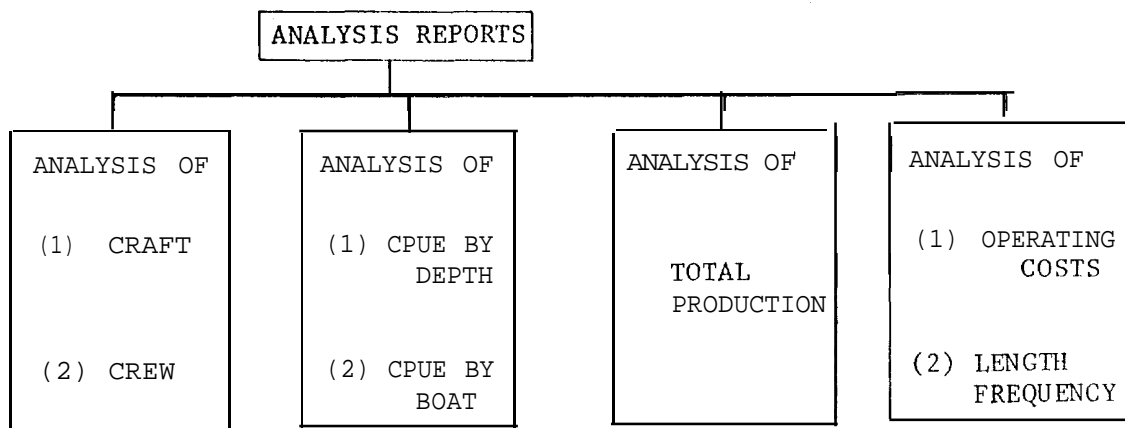 ANALYSIS REPORTS
ANALYSIS OF
(1) CRAFT
(2) CREW
ANALYSIS OF
(1) CPUE BY
DEPTH
(2) CPUE BY
BOAT
ANALYSIS OF
TOTAL
PRODUCTION
ANALYSIS OF
(1) OPERATING
COSTS
(2) LENGTH
FREQUENCY